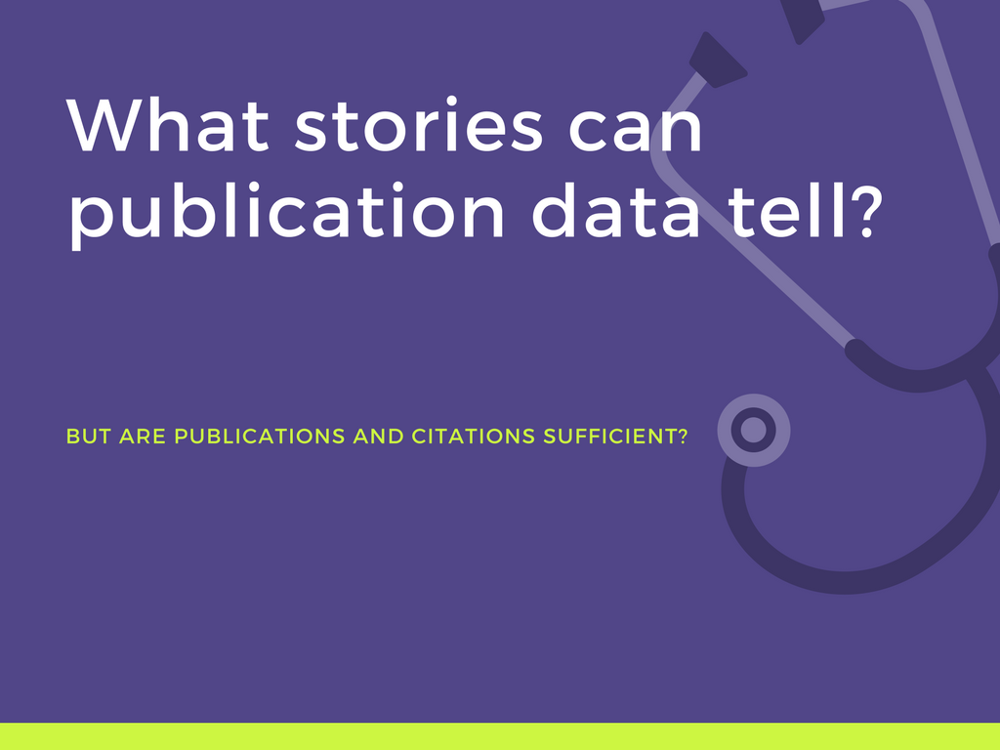 What stories can
publication data tell?
BUT ARE PUBLICATIONS AND CITATIONS SUFFICIENT?